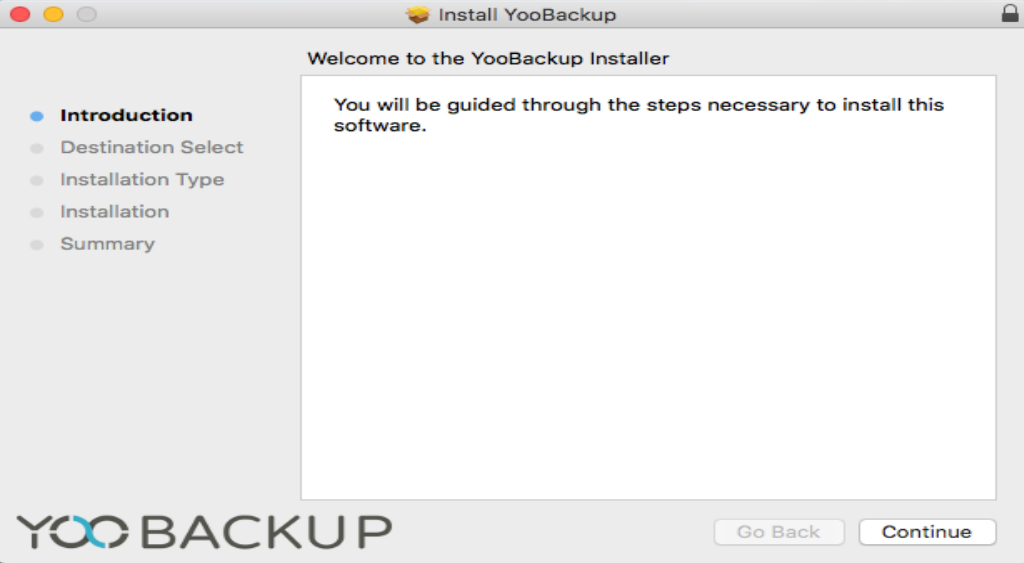 Install YooBackup
Welcome to the YooBackup Installer
Introduction
Destination Select
Installation Type
Installation
Summary
You will be guided through the steps necessary to install this
software.
YOOBACKUP
Go Back
Continue